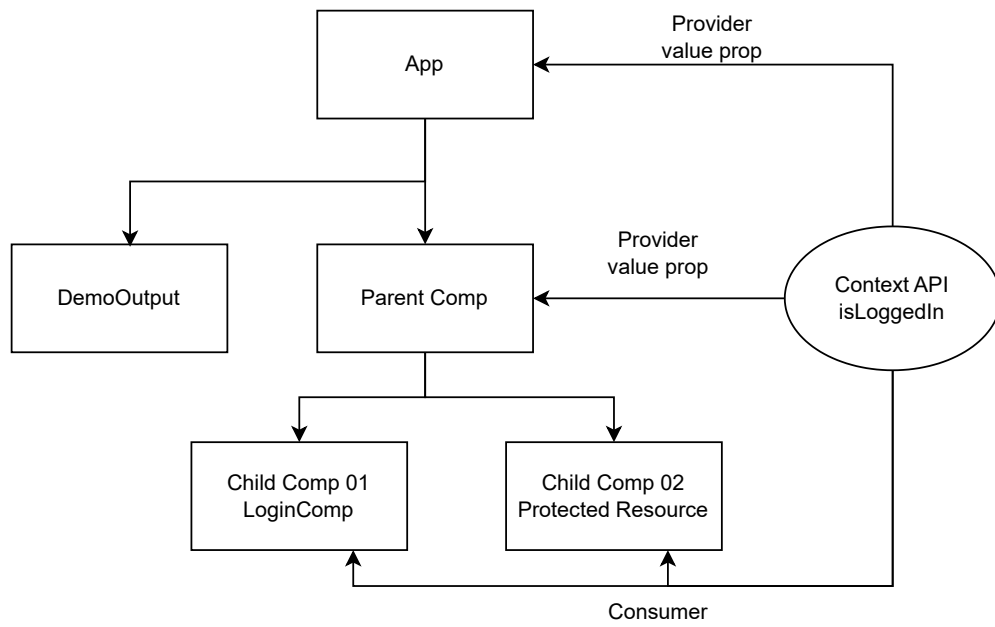 Provider
value prop
App
Provider
value prop
DemoOutput
Parent Comp
Context API
isLoggedIn
Child Comp 01
LoginComp
Child Comp 02
Protected Resource
Consumer